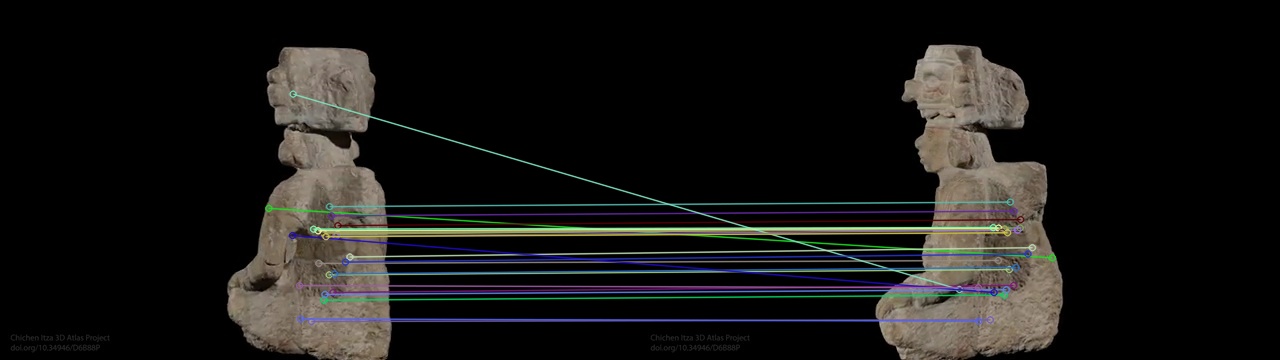 Chichen Itza 3D Atlas Project
doi.org/10.34946/D6B88P
Chichen Itza 3D Atlas Project
doi.org/10.34946/D6B88P